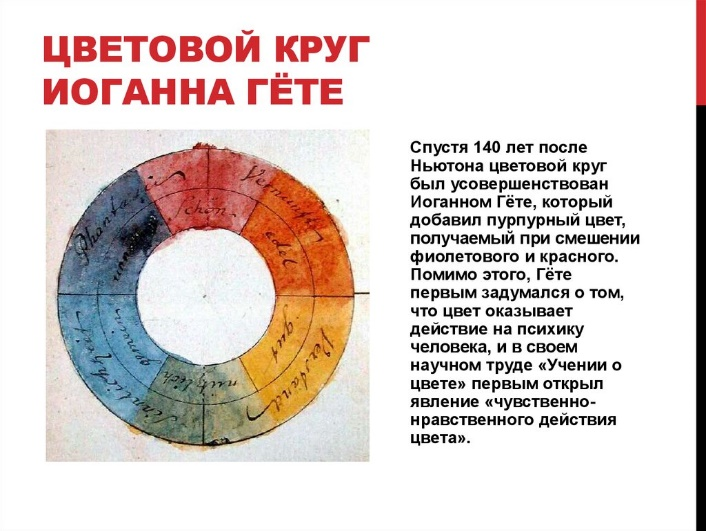 ЦВЕТОВОЙ КРУГ
ИОГАННА ГЁТЕ
Спустя 140 лет после
Ньютона цветовой круг
был усовершенствован
Иоганном Гёте, который
добавил пурпурный цвет,
получаемый при смешении
фиолетового и красного.
Помимо этого, Гёте
первым задумался о том,
что цвет оказывает
действие на психику
человека, и в своем
научном труде «Учении о
цвете» первым открыл
явление «чувственно-
нравственного действия
цвета».
Phantasie
Vernunft
schön
edel
gut
Verstand
nützlich
gemein
Sinnlichkeit